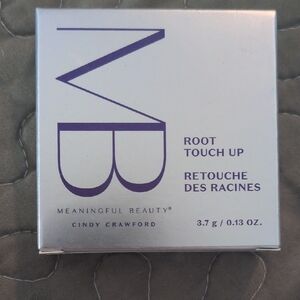 MB
ROOT
TOUCH UP
RETOUCHE
DES RACINES
MEANINGFUL BEAUTY®
CINDY CRAWFORD
3.7 g / 0.13 OZ.